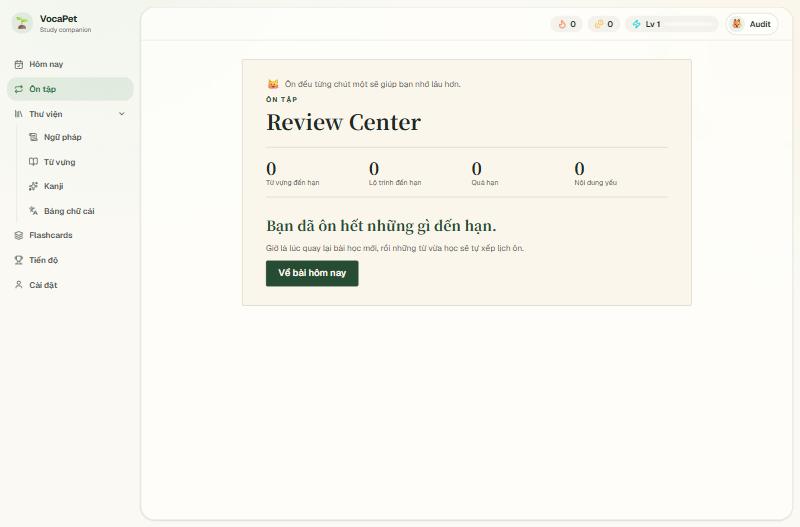 VocaPet
Study companion
Hôm nay
Ôn tập
Thư viện
Ngữ pháp
Từ vựng
Kanji
Bảng chữ cái
Flashcards
Tiến độ
Cài đặt
0
0
Lv 1
Audit
Ôn đều từng chút một sẽ giúp bạn nhớ lâu hơn.
ÔN TẬP
Review Center
0
0
0
0
Từ vựng đến hạn
Lộ trình đến hạn
Quá hạn
Nội dung yếu
Bạn đã ôn hết những gì đến hạn.
Giờ là lúc quay lại bài học mới, rồi những từ vừa học sẽ tự xếp lịch ôn.
Về bài hôm nay